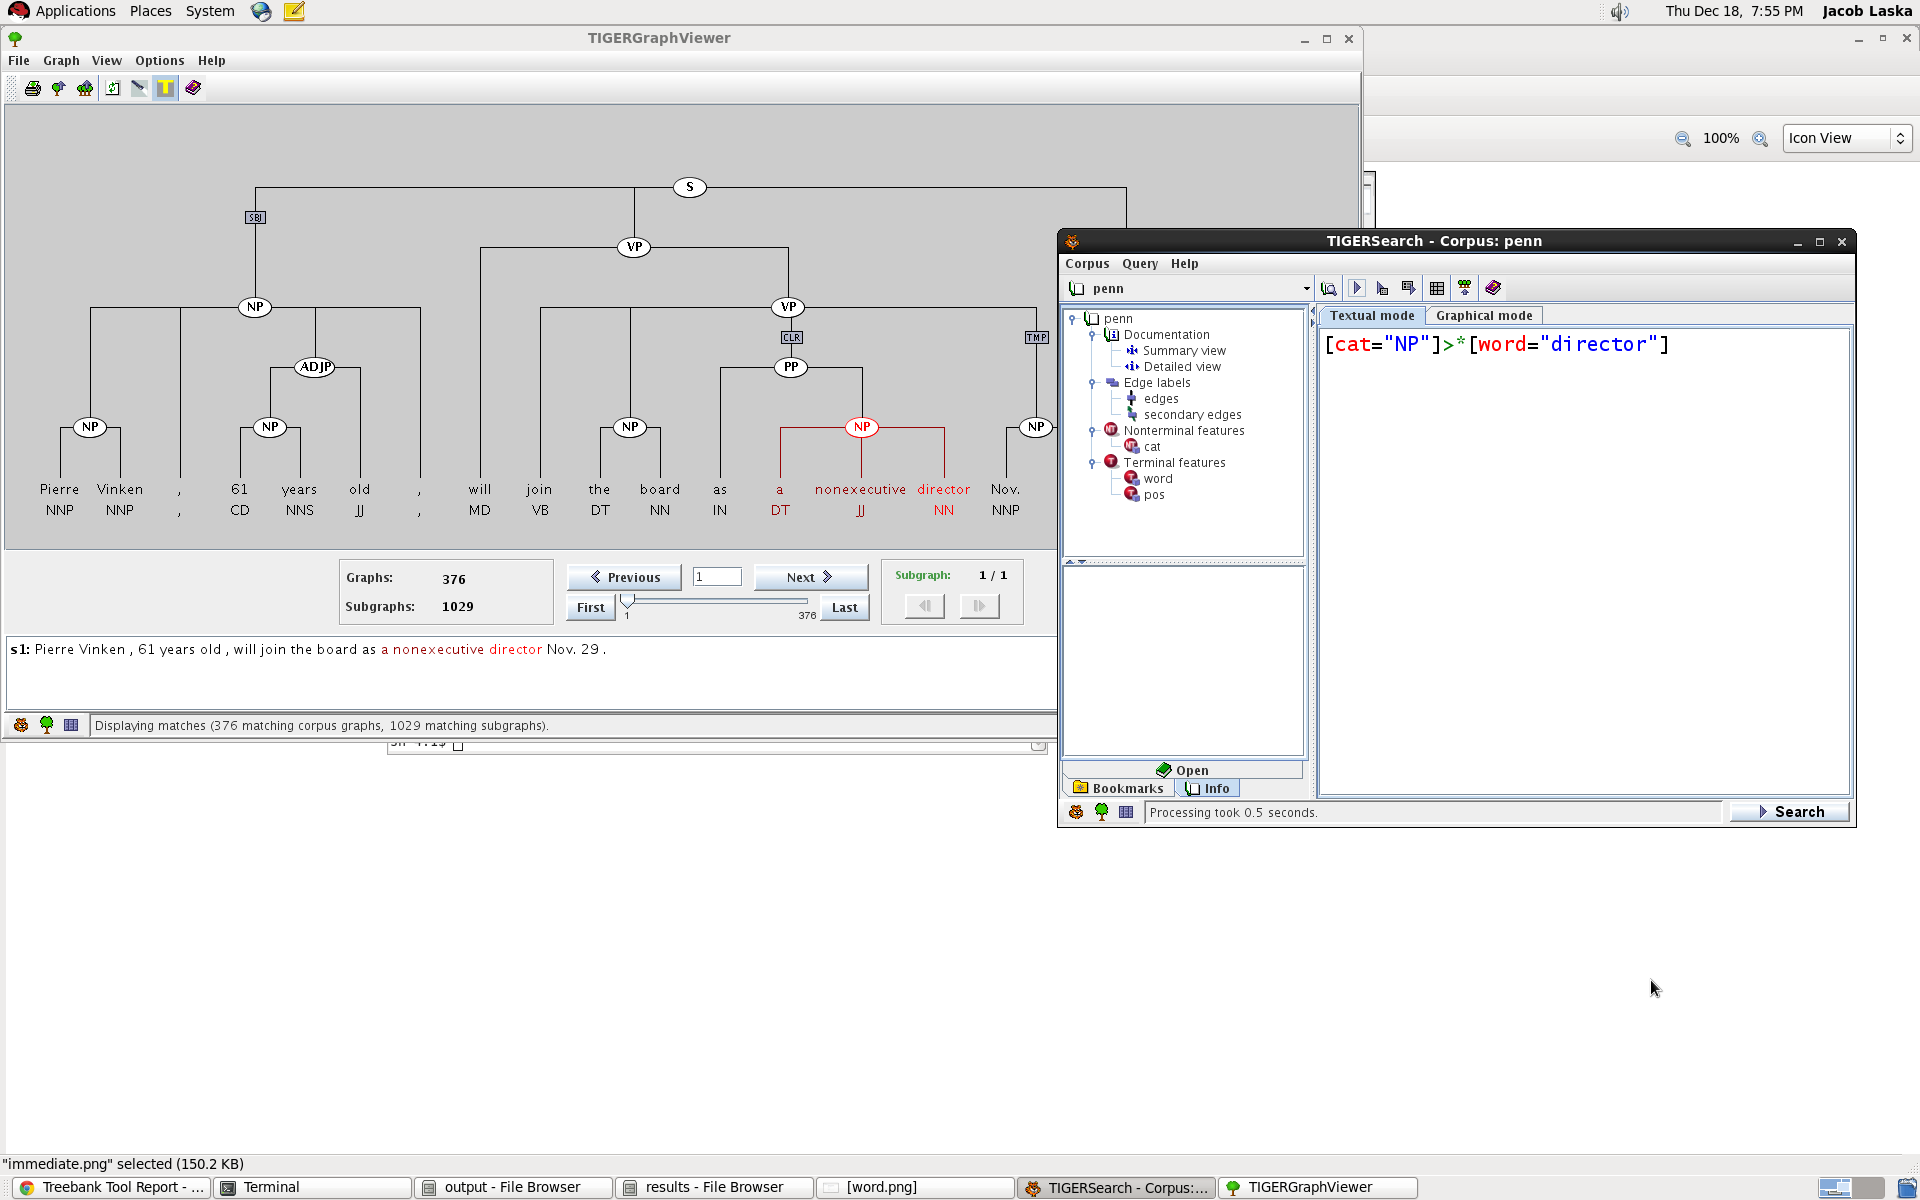 Applications Places System Thu Dec 18, 7:55 PM Jacob Laska
TIGERGraphViewer
File Graph View Options Help
T
100% Icon View
S
SBJ
VP
NP VP
CLR TMP
ADJP PP
NP NP NP NP NP
Pierre Vinken , 61 years old , will join the board as a nonexecutive director Nov.
NNP NNP , CD NNS JJ , MD VB DT NN IN DT JJ NN NNP
Graphs: 376
Subgraphs: 1029
Previous 1 Next
First 1 376 Last
Subgraph: 1 / 1
s1: Pierre Vinken , 61 years old , will join the board as a nonexecutive director Nov. 29 .
Displaying matches (376 matching corpus graphs, 1029 matching subgraphs).
TIGERSearch - Corpus: penn
Corpus Query Help
penn
penn
Documentation
Summary view
Detailed view
Edge labels
edges
secondary edges
Nonterminal features
cat
Terminal features
word
pos
Open
Bookmarks Info
Textual mode Graphical mode
[cat="NP"]>*[word="director"]
Processing took 0.5 seconds.
Search
"immediate.png" selected (150.2 KB)
Treebank Tool Report - ... Terminal output - File Browser results - File Browser [word.png] TIGERSearch - Corpus:... TIGERGraphViewer